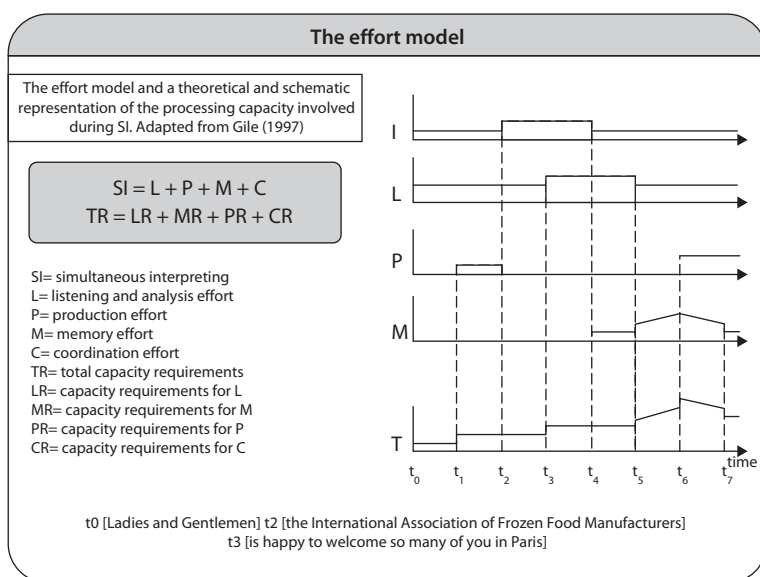 The effort model
The effort model and a theoretical and schematic
representation of the processing capacity involved
during SI. Adapted from Gile (1997)
SI = L + P + M + C
TR = LR + MR + PR + CR
SI= simultaneous interpreting
L= listening and analysis effort
P= production effort
M= memory effort
C= coordination effort
TR= total capacity requirements
LR= capacity requirements for L
MR= capacity requirements for M
PR= capacity requirements for P
CR= capacity requirements for C
I
L
P
M
T
time
t0 t1 t2 t3 t4 t5 t6 t7
t0 [Ladies and Gentlemen] t2 [the International Association of Frozen Food Manufacturers]
t3 [is happy to welcome so many of you in Paris]